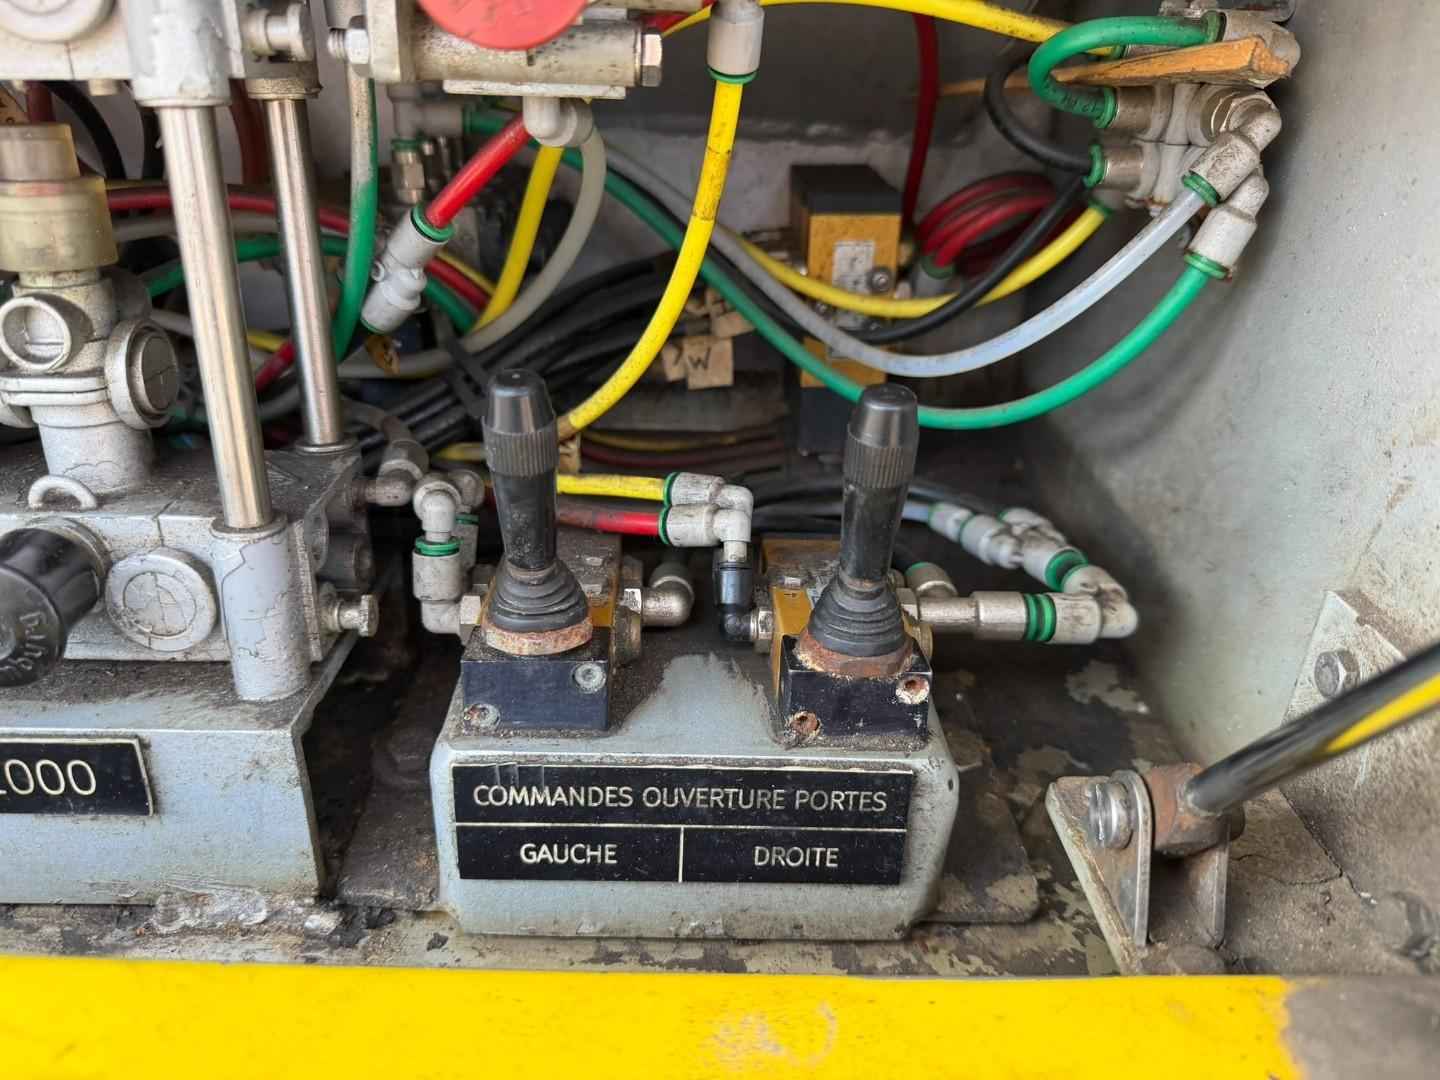 1000
COMMANDES OUVERTURE PORTES
GAUCHE DROITE
W